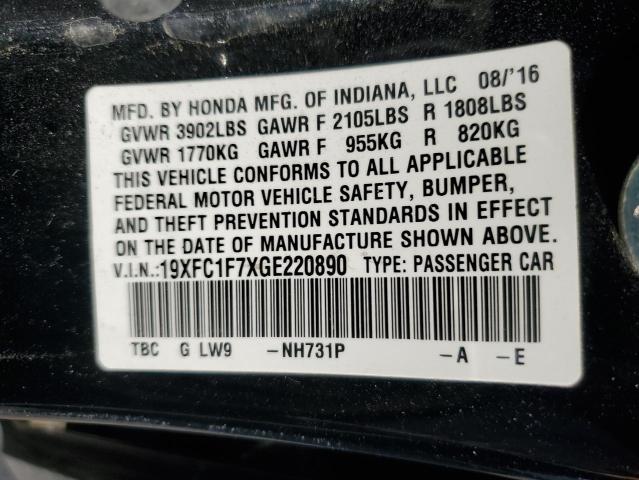 MFD. BY HONDA MFG. OF INDIANA, LLC 08/'16
GVWR 3902LBS GAWR F 2105LBS R 1808LBS
GVWR 1770KG GAWR F 955KG R 820KG
THIS VEHICLE CONFORMS TO ALL APPLICABLE
FEDERAL MOTOR VEHICLE SAFETY, BUMPER,
AND THEFT PREVENTION STANDARDS IN EFFECT
ON THE DATE OF MANUFACTURE SHOWN ABOVE.
V.I.N.:19XFC1F7XGE220890 TYPE: PASSENGER CAR
TBC G LW9 -NH731P -A -E